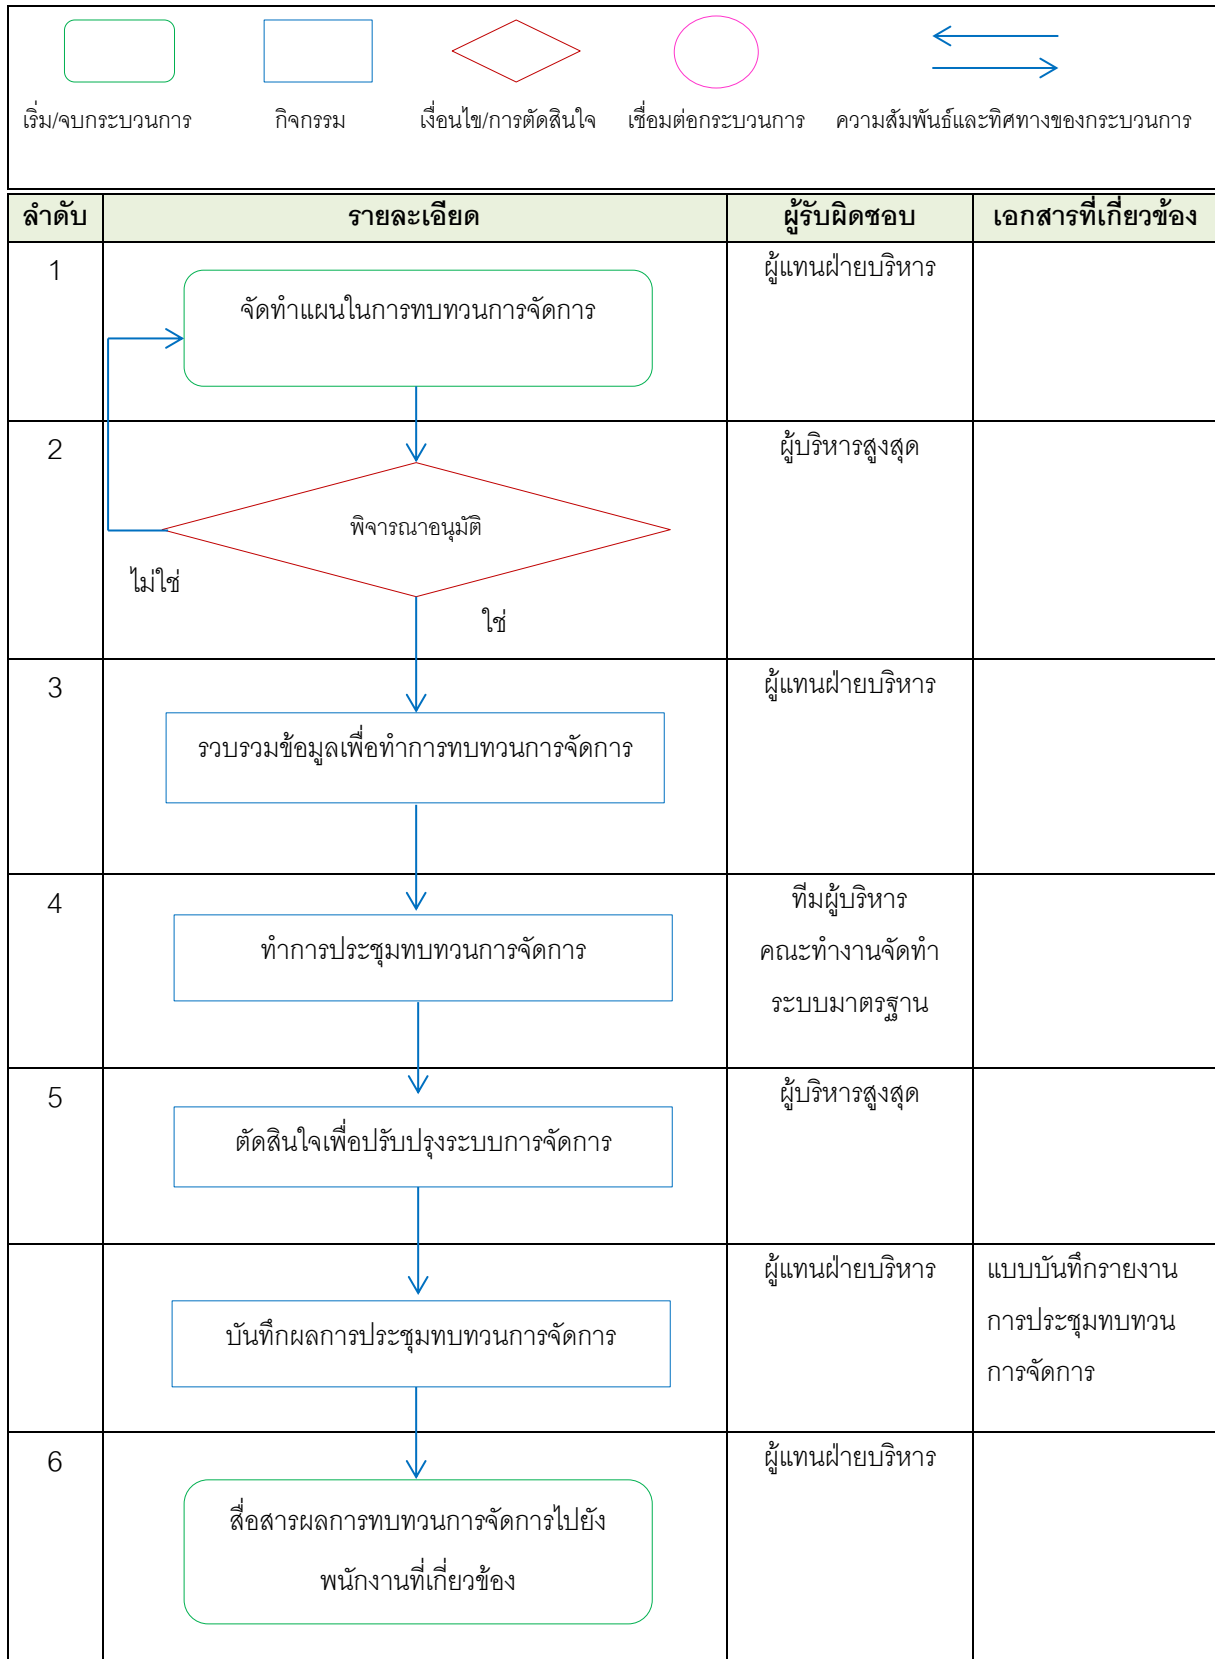 เริ่ม/จบกระบวนการ กิจกรรม เงื่อนไข/การตัดสินใจ เชื่อมต่อกระบวนการ ความสัมพันธ์และทิศทางของกระบวนการ
ลำดับ รายละเอียด ผู้รับผิดชอบ เอกสารที่เกี่ยวข้อง
1 ผู้แทนฝ่ายบริหาร
จัดทำแผนในการทบทวนการจัดการ
2 ผู้บริหารสูงสุด
พิจารณาอนุมัติ
ไม่ใช่
ใช่
3 ผู้แทนฝ่ายบริหาร
รวบรวมข้อมูลเพื่อทำการทบทวนการจัดการ
4 ทีมผู้บริหาร
ทำการประชุมทบทวนการจัดการ คณะทำงานจัดทำ
ระบบมาตรฐาน
5 ผู้บริหารสูงสุด
ตัดสินใจเพื่อปรับปรุงระบบการจัดการ
ผู้แทนฝ่ายบริหาร แบบบันทึกรายงาน
บันทึกผลการประชุมทบทวนการจัดการ การประชุมทบทวน
การจัดการ
6 ผู้แทนฝ่ายบริหาร
สื่อสารผลการทบทวนการจัดการไปยัง
พนักงานที่เกี่ยวข้อง